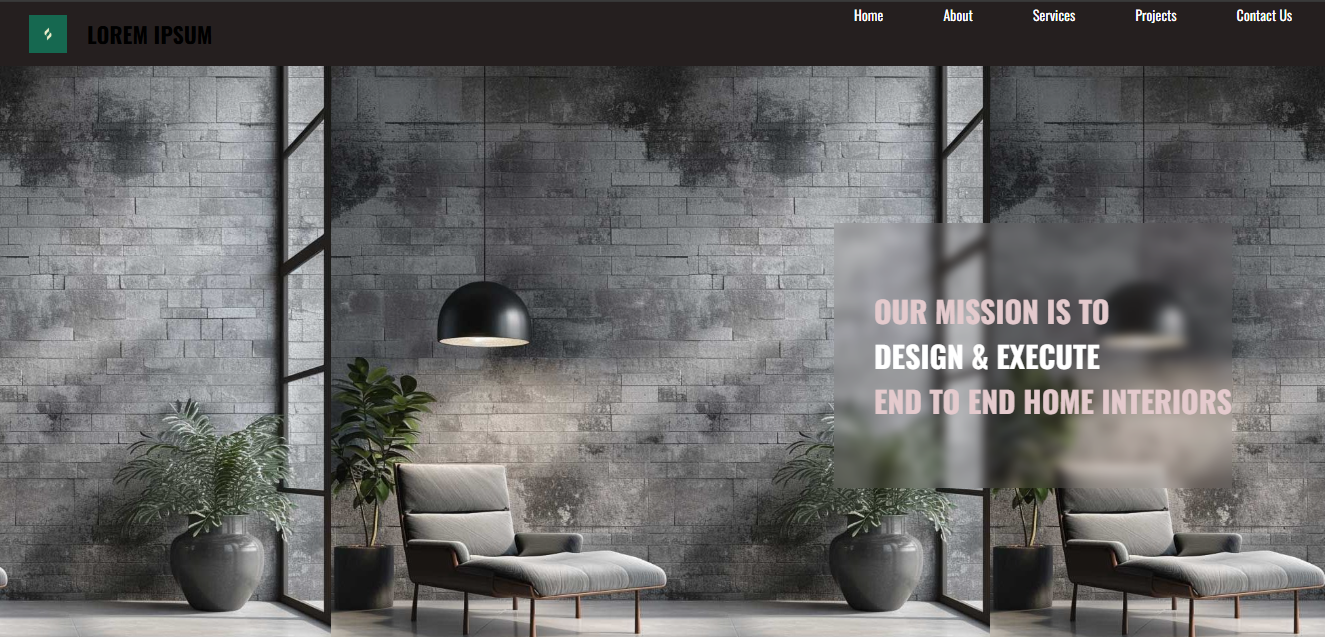 LOREM IPSUM
Home About Services Projects Contact Us
OUR MISSION IS TO
DESIGN & EXECUTE
END TO END HOME INTERIORS